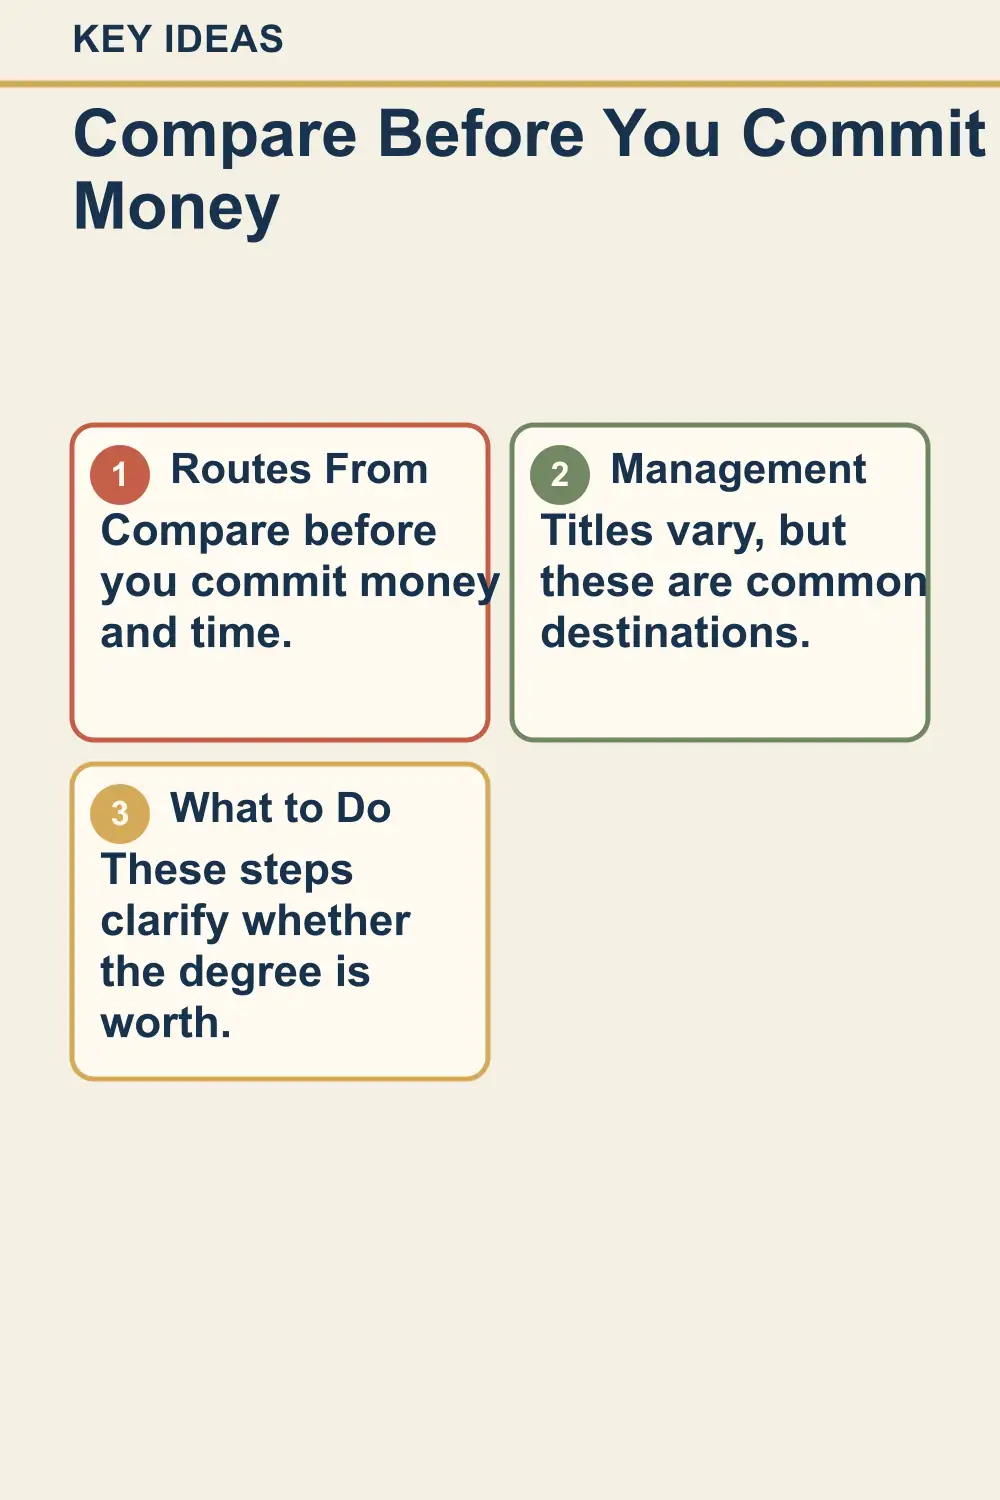 KEY IDEAS
Compare Before You Commit
Money
1 Routes From
Compare before
you commit money
and time.
2 Management
Titles vary, but
these are common
destinations.
3 What to Do
These steps
clarify whether
the degree is
worth.